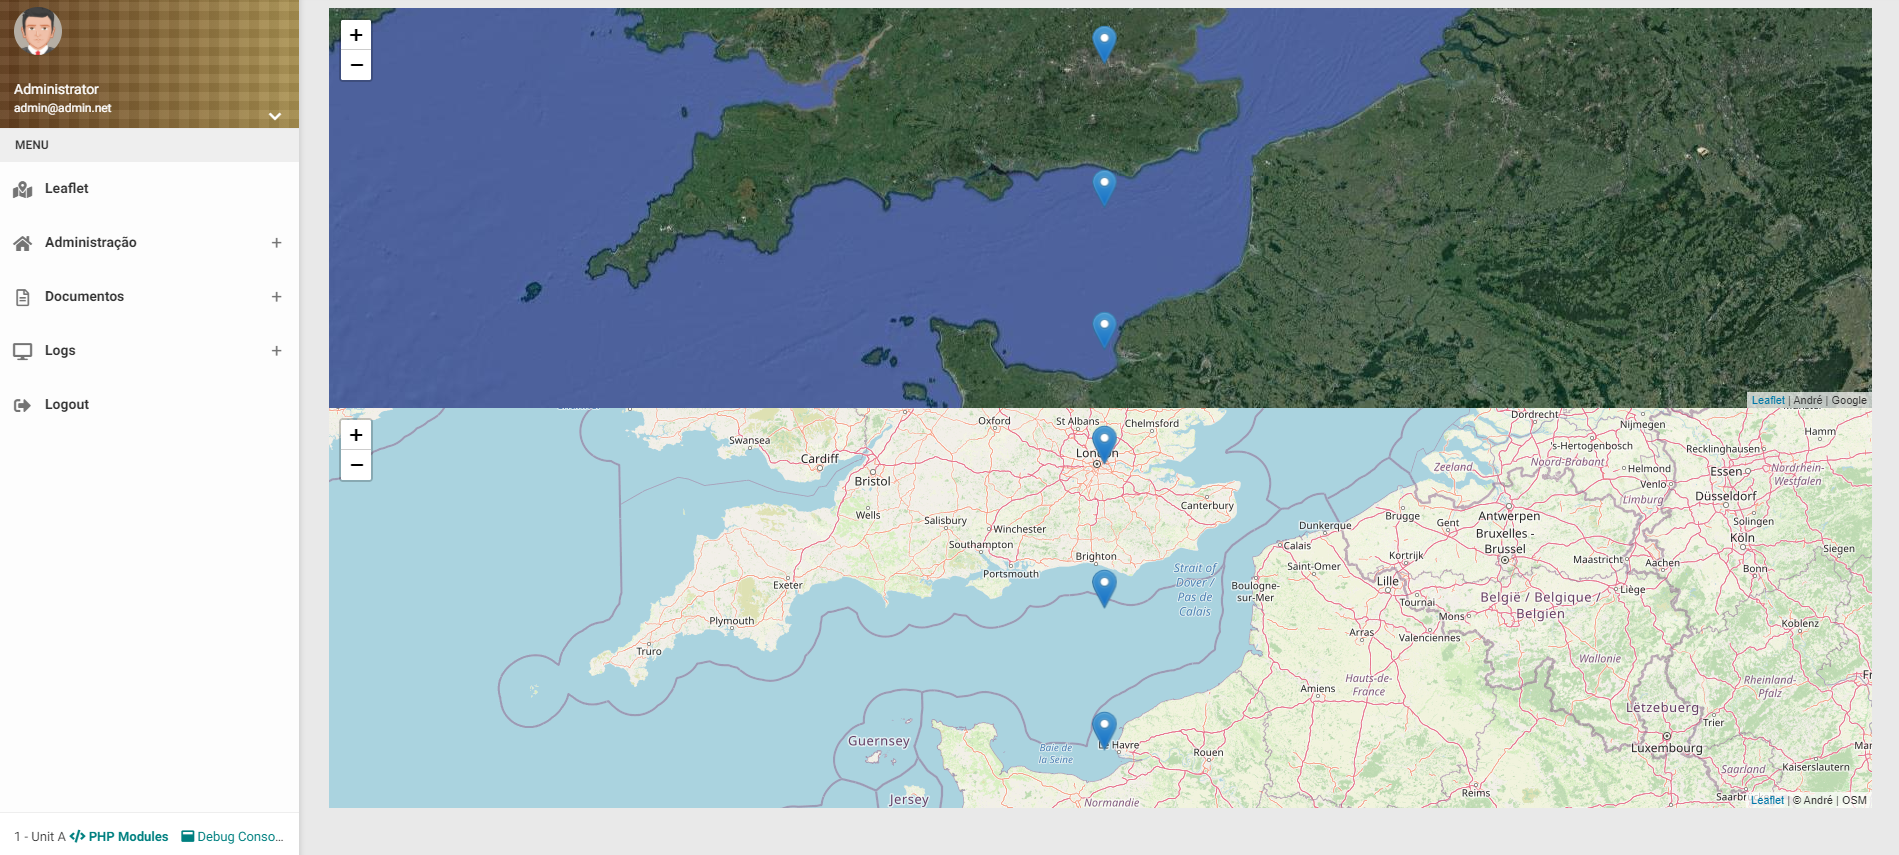 Administrator
admin@admin.net
MENU
Leaflet
Administração +
Documentos +
Logs +
Logout
1 - Unit A PHP Modules Debug Conso...
+
−
Leaflet | André | Google
+
−
Swansea
Cardiff
Bristol
Oxford
St Albans
Chelmsford
London
Wells
Salisbury
Winchester
Canterbury
Southampton
Brighton
Portsmouth
Exeter
Plymouth
Truro
Strait of
Dover /
Pas de
Calais
Dunkerque
Calais
Saint-Omer
Boulogne-
sur-Mer
Zeeland
Dordrecht
Nijmegen
's-Hertogenbosch
Noord-Brabant
Helmond
Venlo
Limburg
Recklinghausen
Hamm
Essen
Nordrhein-
Westfalen
Düsseldorf
Solingen
Köln
Siegen
Bonn
Brugge
Gent
Antwerpen
Bruxelles -
Brussel
Kortrijk
Lille
Tournai
Mons
Valenciennes
Arras
Maastricht
Aachen
Liège
België / Belgique /
Belgien
Koblenz
Wallonie
Amiens
Hauts-de-
France
Rheinland-
Pfalz
Lëtzebuerg
Trier
Luxembourg
Saarland
Kaiserslautern
Guernsey
Jersey
Baie de
la Seine
Le Havre
Rouen
Normandie
Reims
Leaflet | © André | OSM